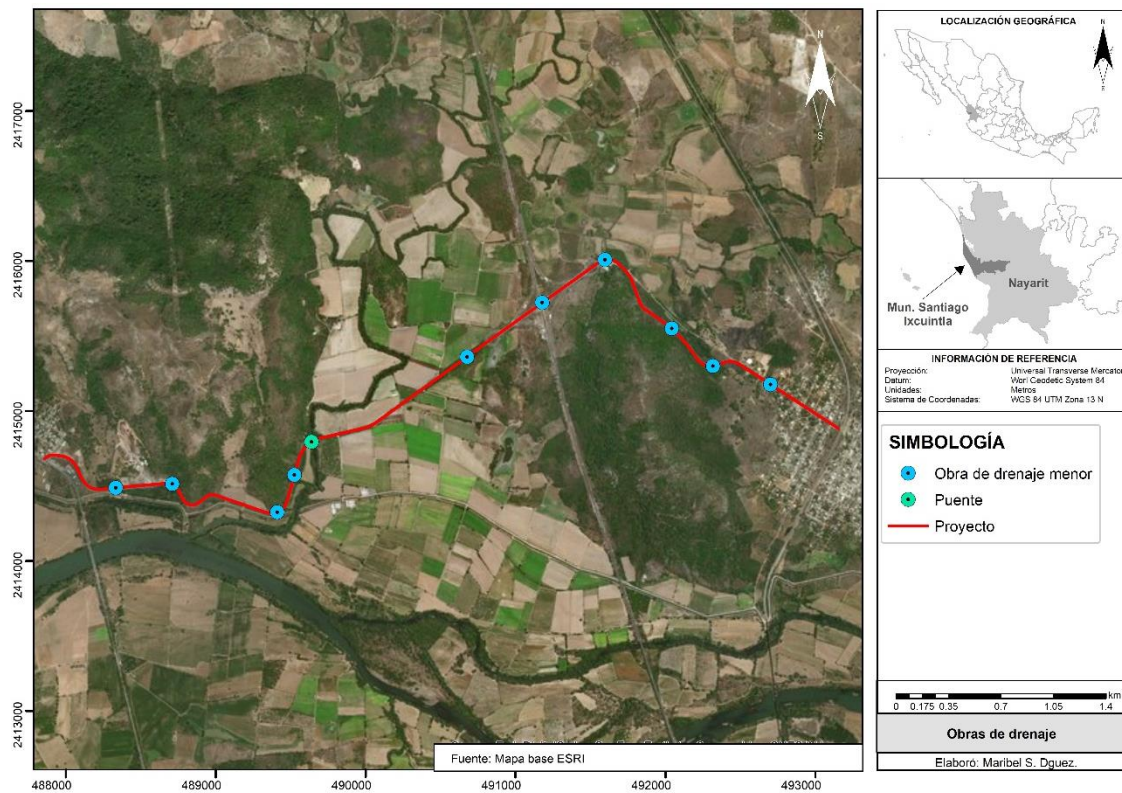 2417000
2416000
2415000
2414000
2413000
488000 489000 490000 491000 492000 493000
N
S
Fuente: Mapa base ESRI
LOCALIZACIÓN GEOGRÁFICA
N
E
Nayarit
Mun. Santiago
Ixcuintla
INFORMACIÓN DE REFERENCIA
Proyección: Universal Transverse Mercator
Datum: Worl Geodetic System 84
Unidades: Metros
Sistema de Coordenadas: WGS 84 UTM Zona 13 N
SIMBOLOGÍA
Obra de drenaje menor
Puente
Proyecto
km
0 0.175 0.35 0.7 1.05 1.4
Obras de drenaje
Elaboró: Maribel S. Dguez.